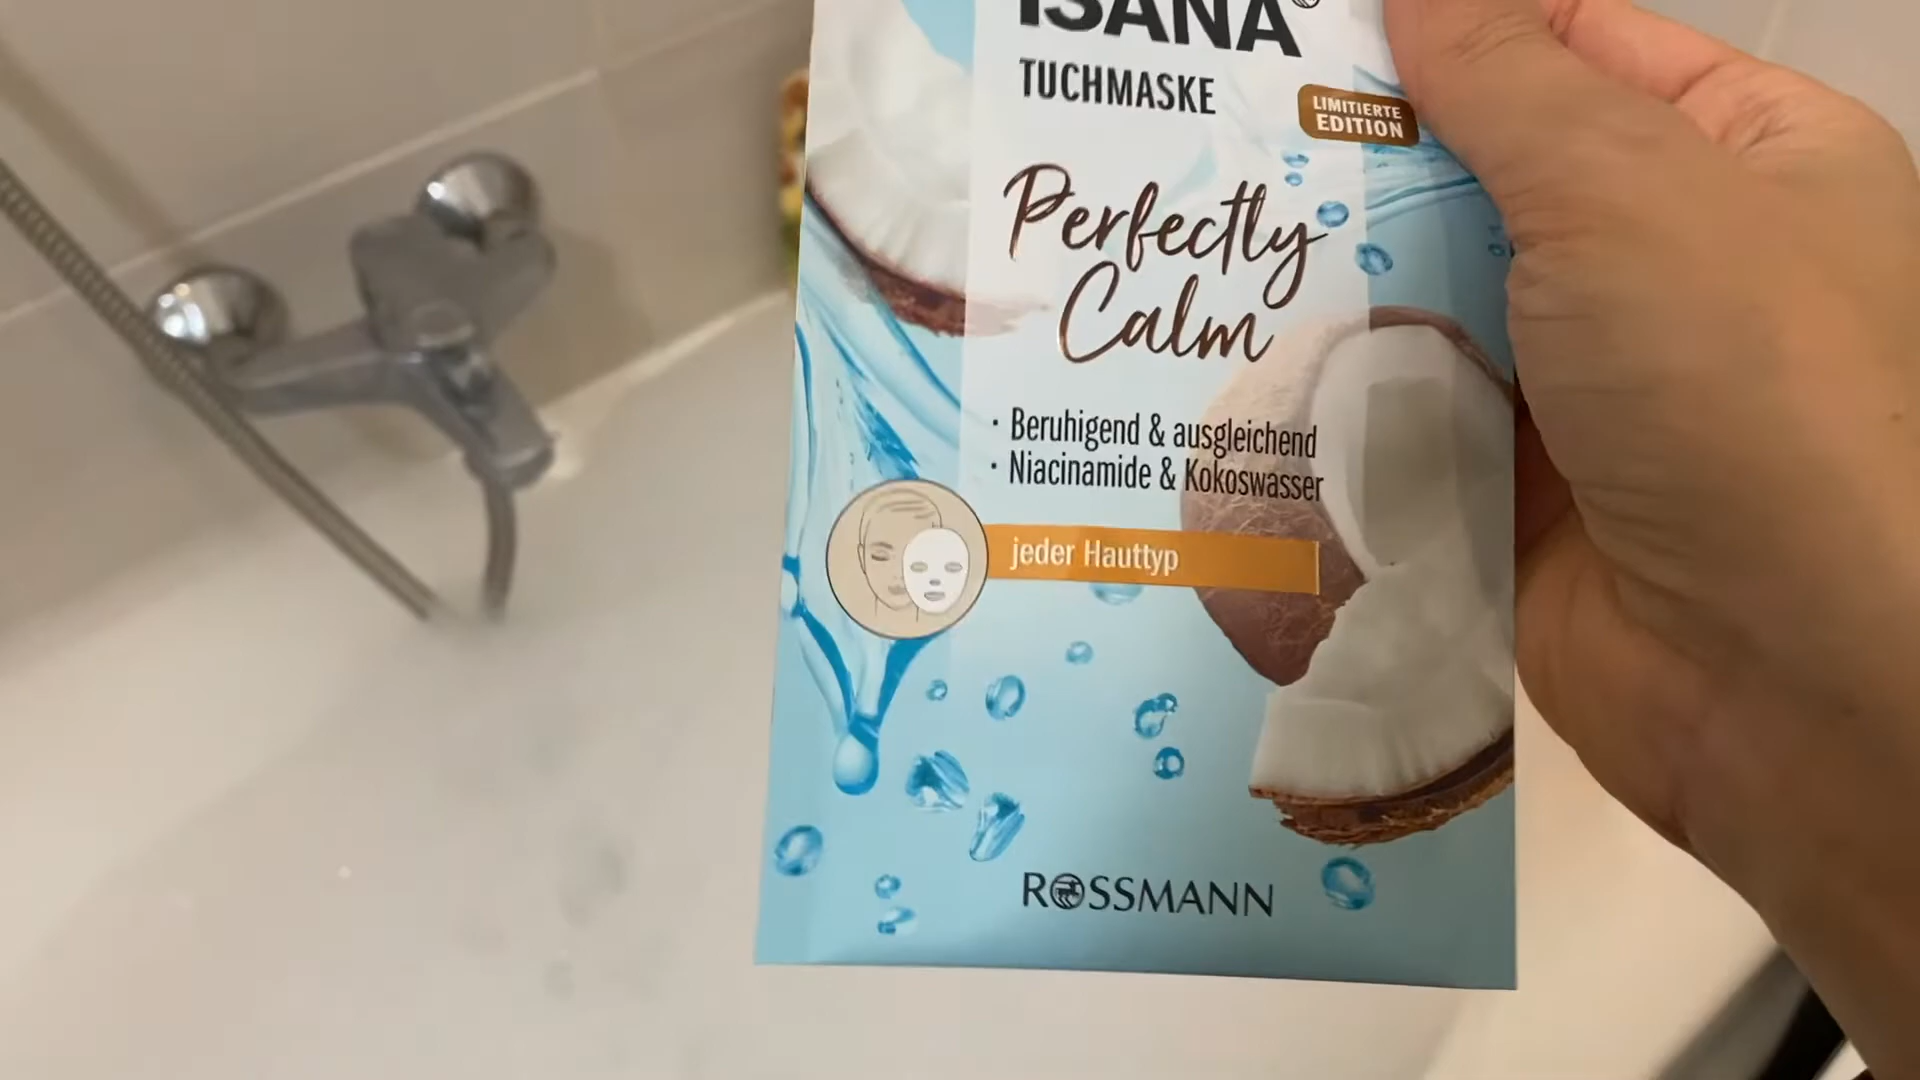 ISANA
TUCHMASKE
LIMITIERTE
EDITION
Perfectly
Calm
· Beruhigend & ausgleichend
· Niacinamide & Kokoswasser
jeder Hauttyp
ROSSMANN